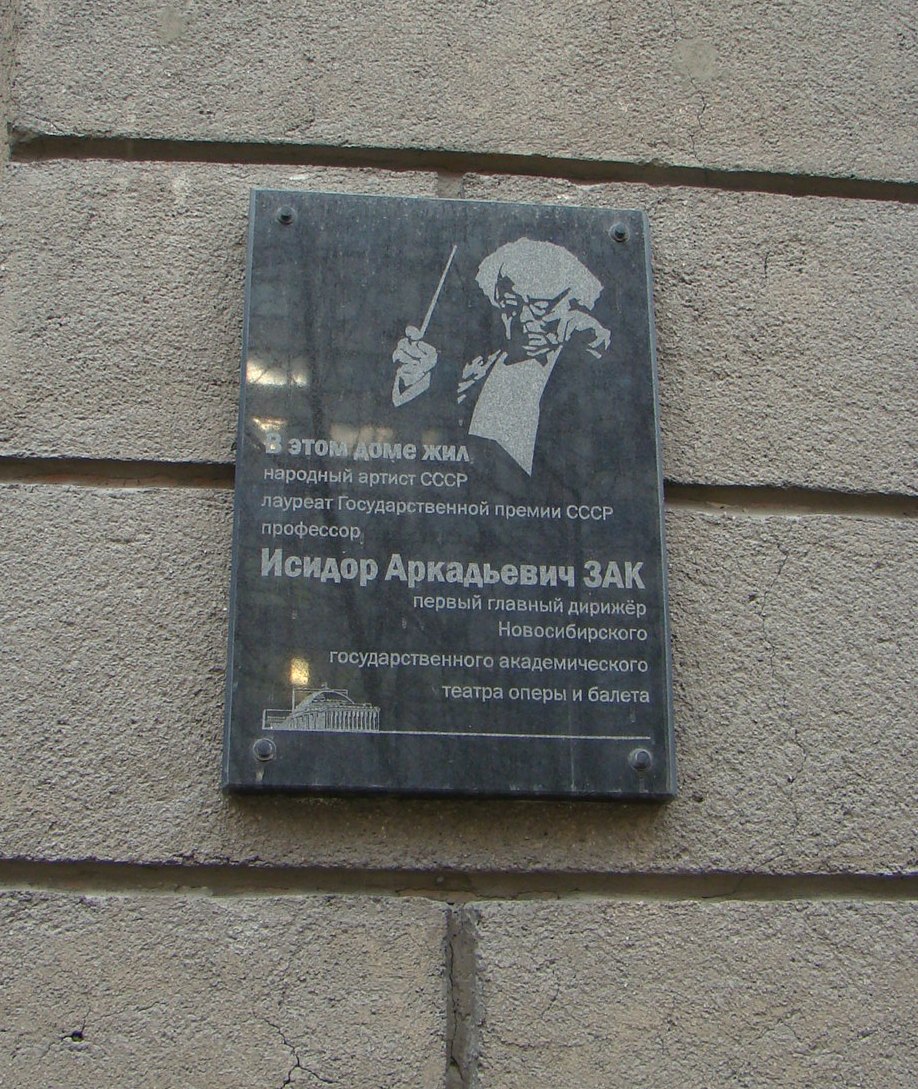 В этом доме жил
народный артист СССР
лауреат Государственной премии СССР
профессор
Исидор Аркадьевич ЗАК
первый главный дирижёр
Новосибирского
государственного академического
театра оперы и балета